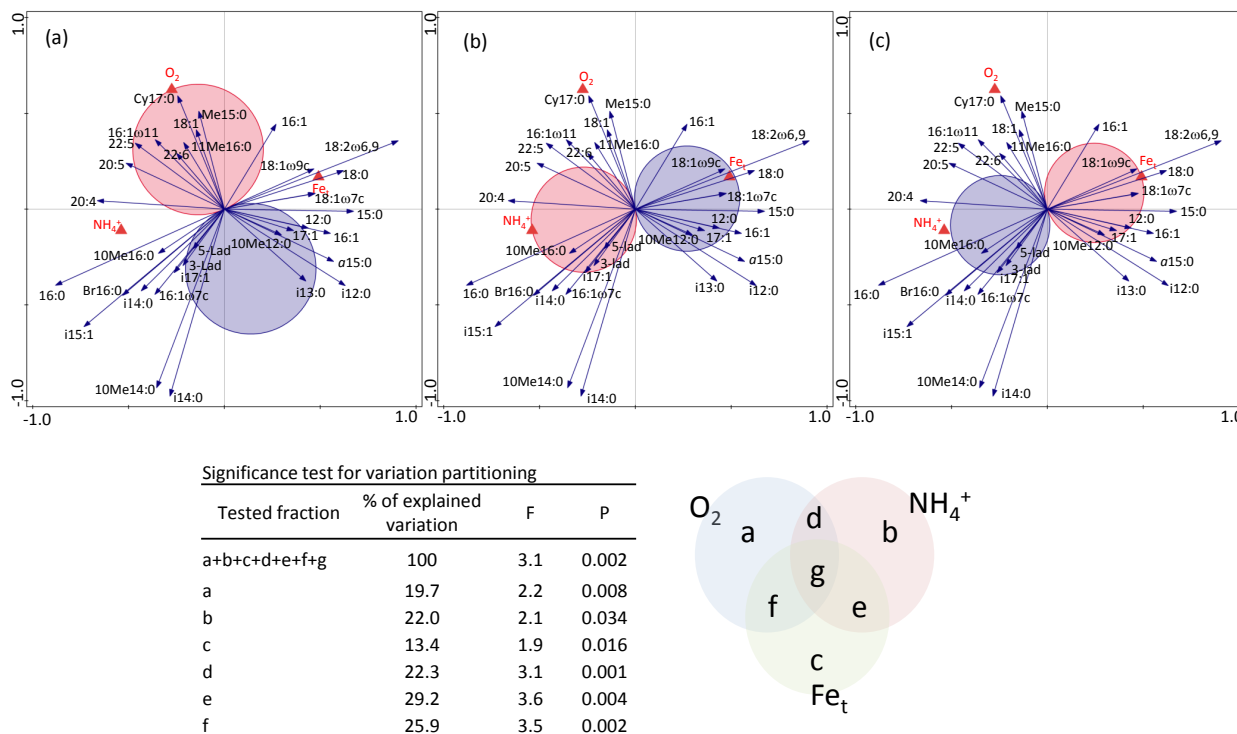 1.0
(a)
O2
Cy17:0
Me15:0
18:1
16:1
16:1ω11
22:5
11Me16:0
22:6
18:2ω6,9
20:5
18:1ω9c
18:0
Fet
18:1ω7c
20:4
15:0
NH4+
12:0
17:1
16:1
10Me12:0
5-lad
10Me16:0
3-lad
a15:0
i17:1
16:0
Br16:0
i14:0
16:1ω7c
i13:0
i12:0
i15:1
10Me14:0
i14:0
-1.0
-1.0
1.0
1.0
(b)
O2
Cy17:0
Me15:0
18:1
16:1
16:1ω11
22:5
11Me16:0
22:6
18:2ω6,9
20:5
18:1ω9c
Fet
18:0
18:1ω7c
20:4
15:0
NH4+
12:0
17:1
16:1
10Me12:0
5-lad
10Me16:0
3-lad
a15:0
i17:1
16:0
Br16:0
i14:0
16:1ω7c
i13:0
i12:0
i15:1
10Me14:0
i14:0
-1.0
-1.0
1.0
1.0
(c)
O2
Cy17:0
Me15:0
18:1
16:1
16:1ω11
22:5
11Me16:0
22:6
18:2ω6,9
20:5
18:1ω9c
Fet
18:0
18:1ω7c
20:4
15:0
NH4+
12:0
17:1
16:1
10Me12:0
10Me16:0
5-lad
3-lad
a15:0
i17:1
16:0
Br16:0
i14:0
16:1ω7c
i13:0
i12:0
i15:1
10Me14:0
i14:0
-1.0
-1.0
1.0
Significance test for variation partitioning
Tested fraction % of explained variation F P
a+b+c+d+e+f+g 100 3.1 0.002
a 19.7 2.2 0.008
b 22.0 2.1 0.034
c 13.4 1.9 0.016
d 22.3 3.1 0.001
e 29.2 3.6 0.004
f 25.9 3.5 0.002
O2
NH4+
d
a
b
g
f
e
c
Fet